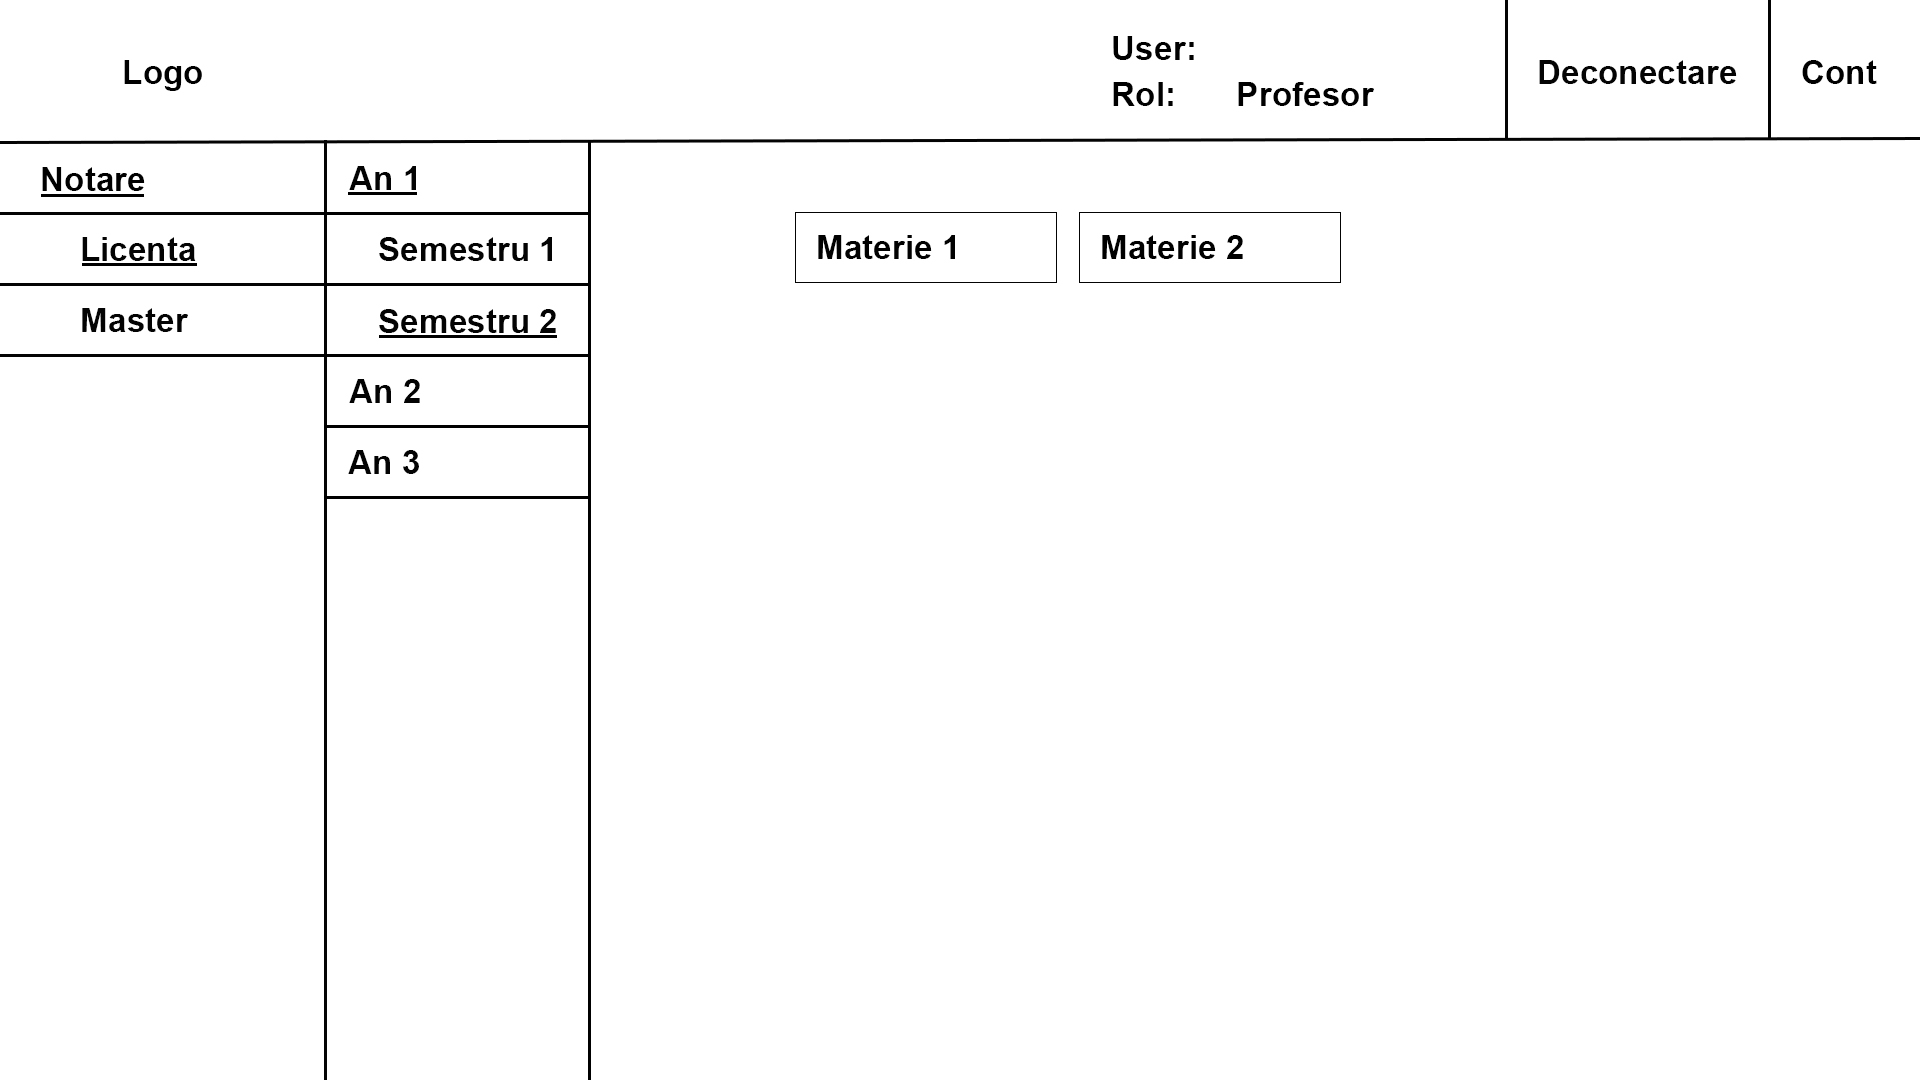 Logo
User:
Rol: Profesor
Deconectare
Cont
Notare
Licenta
Master
An 1
Semestru 1
Semestru 2
An 2
An 3
Materie 1
Materie 2